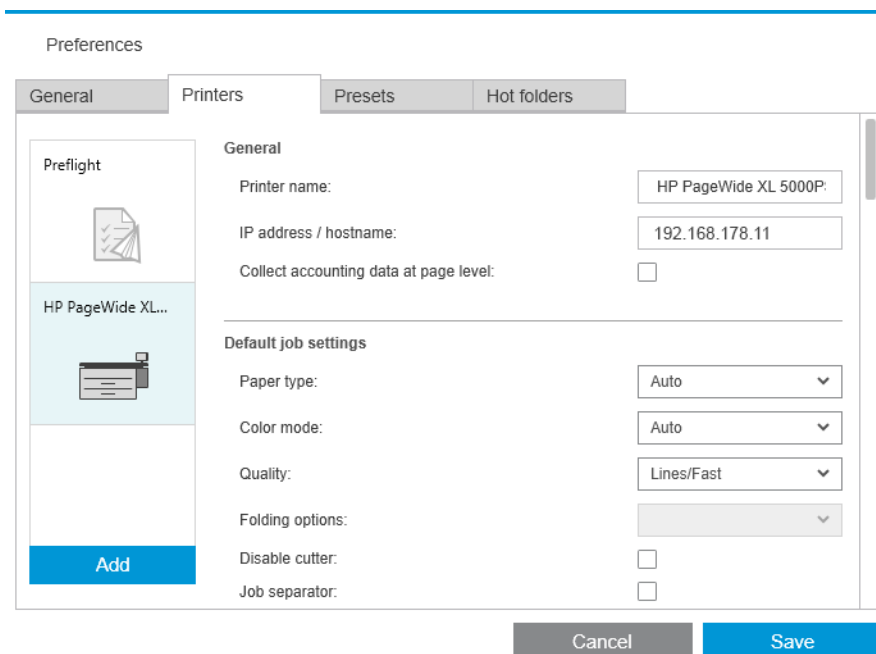 Preferences
General
Printers
Presets
Hot folders
Preflight
HP PageWide XL...
Add
General
Printer name: HP PageWide XL 5000P
IP address / hostname: 192.168.178.11
Collect accounting data at page level:
Default job settings
Paper type: Auto
Color mode: Auto
Quality: Lines/Fast
Folding options:
Disable cutter:
Job separator:
Cancel
Save